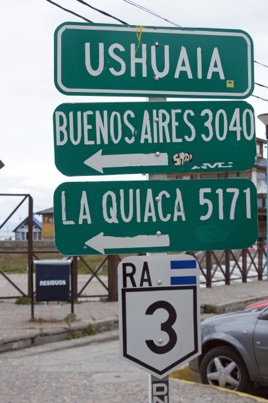 USHUAIA
BUENOS AIRES 3040
LA QUIACA 5171
RESIDUOS
RA
3